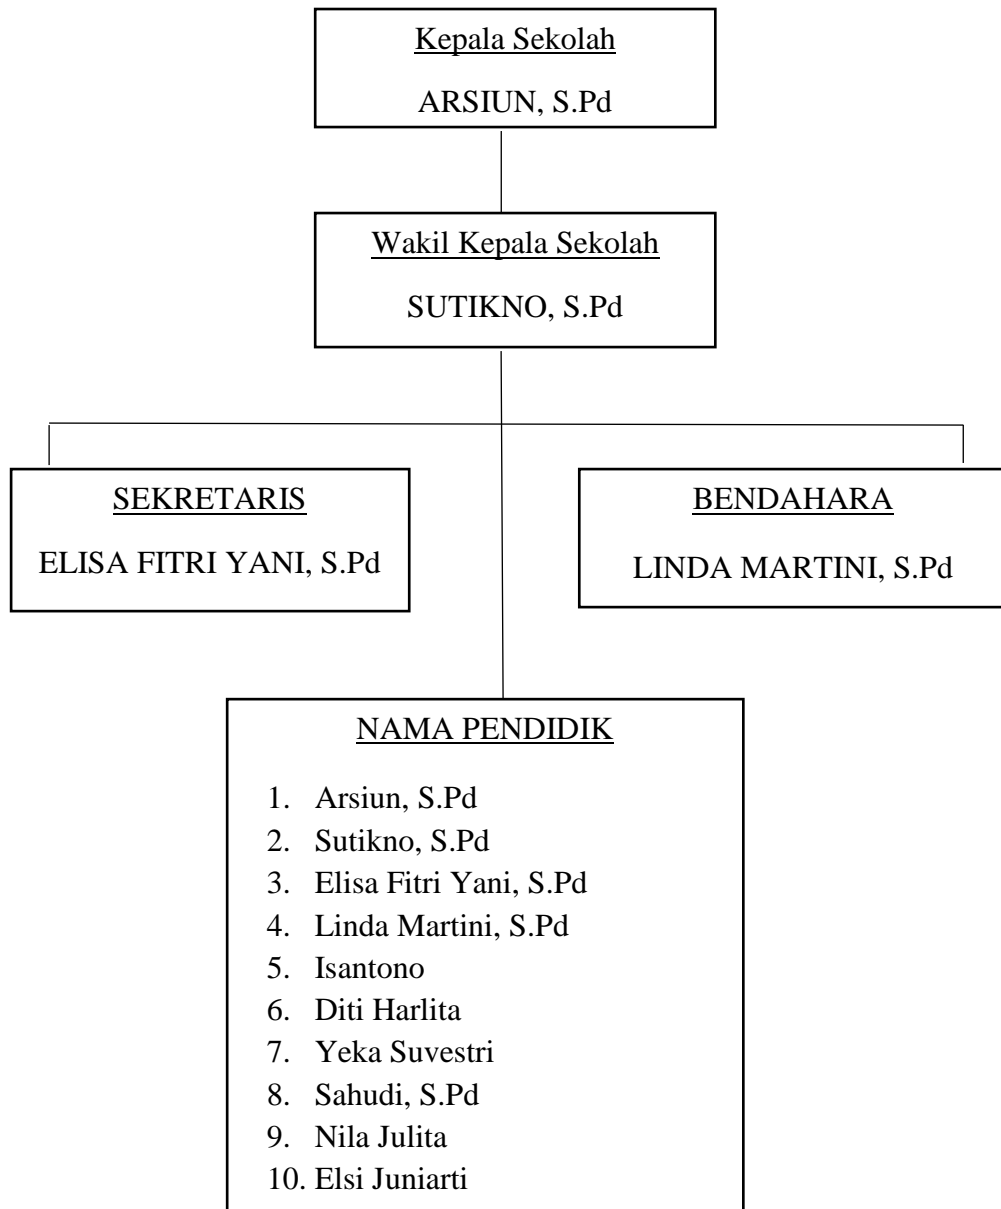 Kepala Sekolah
ARSIUN, S.Pd
Wakil Kepala Sekolah
SUTIKNO, S.Pd
SEKRETARIS
ELISA FITRI YANI, S.Pd
BENDAHARA
LINDA MARTINI, S.Pd
NAMA PENDIDIK
1. Arsiun, S.Pd
2. Sutikno, S.Pd
3. Elisa Fitri Yani, S.Pd
4. Linda Martini, S.Pd
5. Isantono
6. Diti Harlita
7. Yeka Suvestri
8. Sahudi, S.Pd
9. Nila Julita
10. Elsi Juniarti